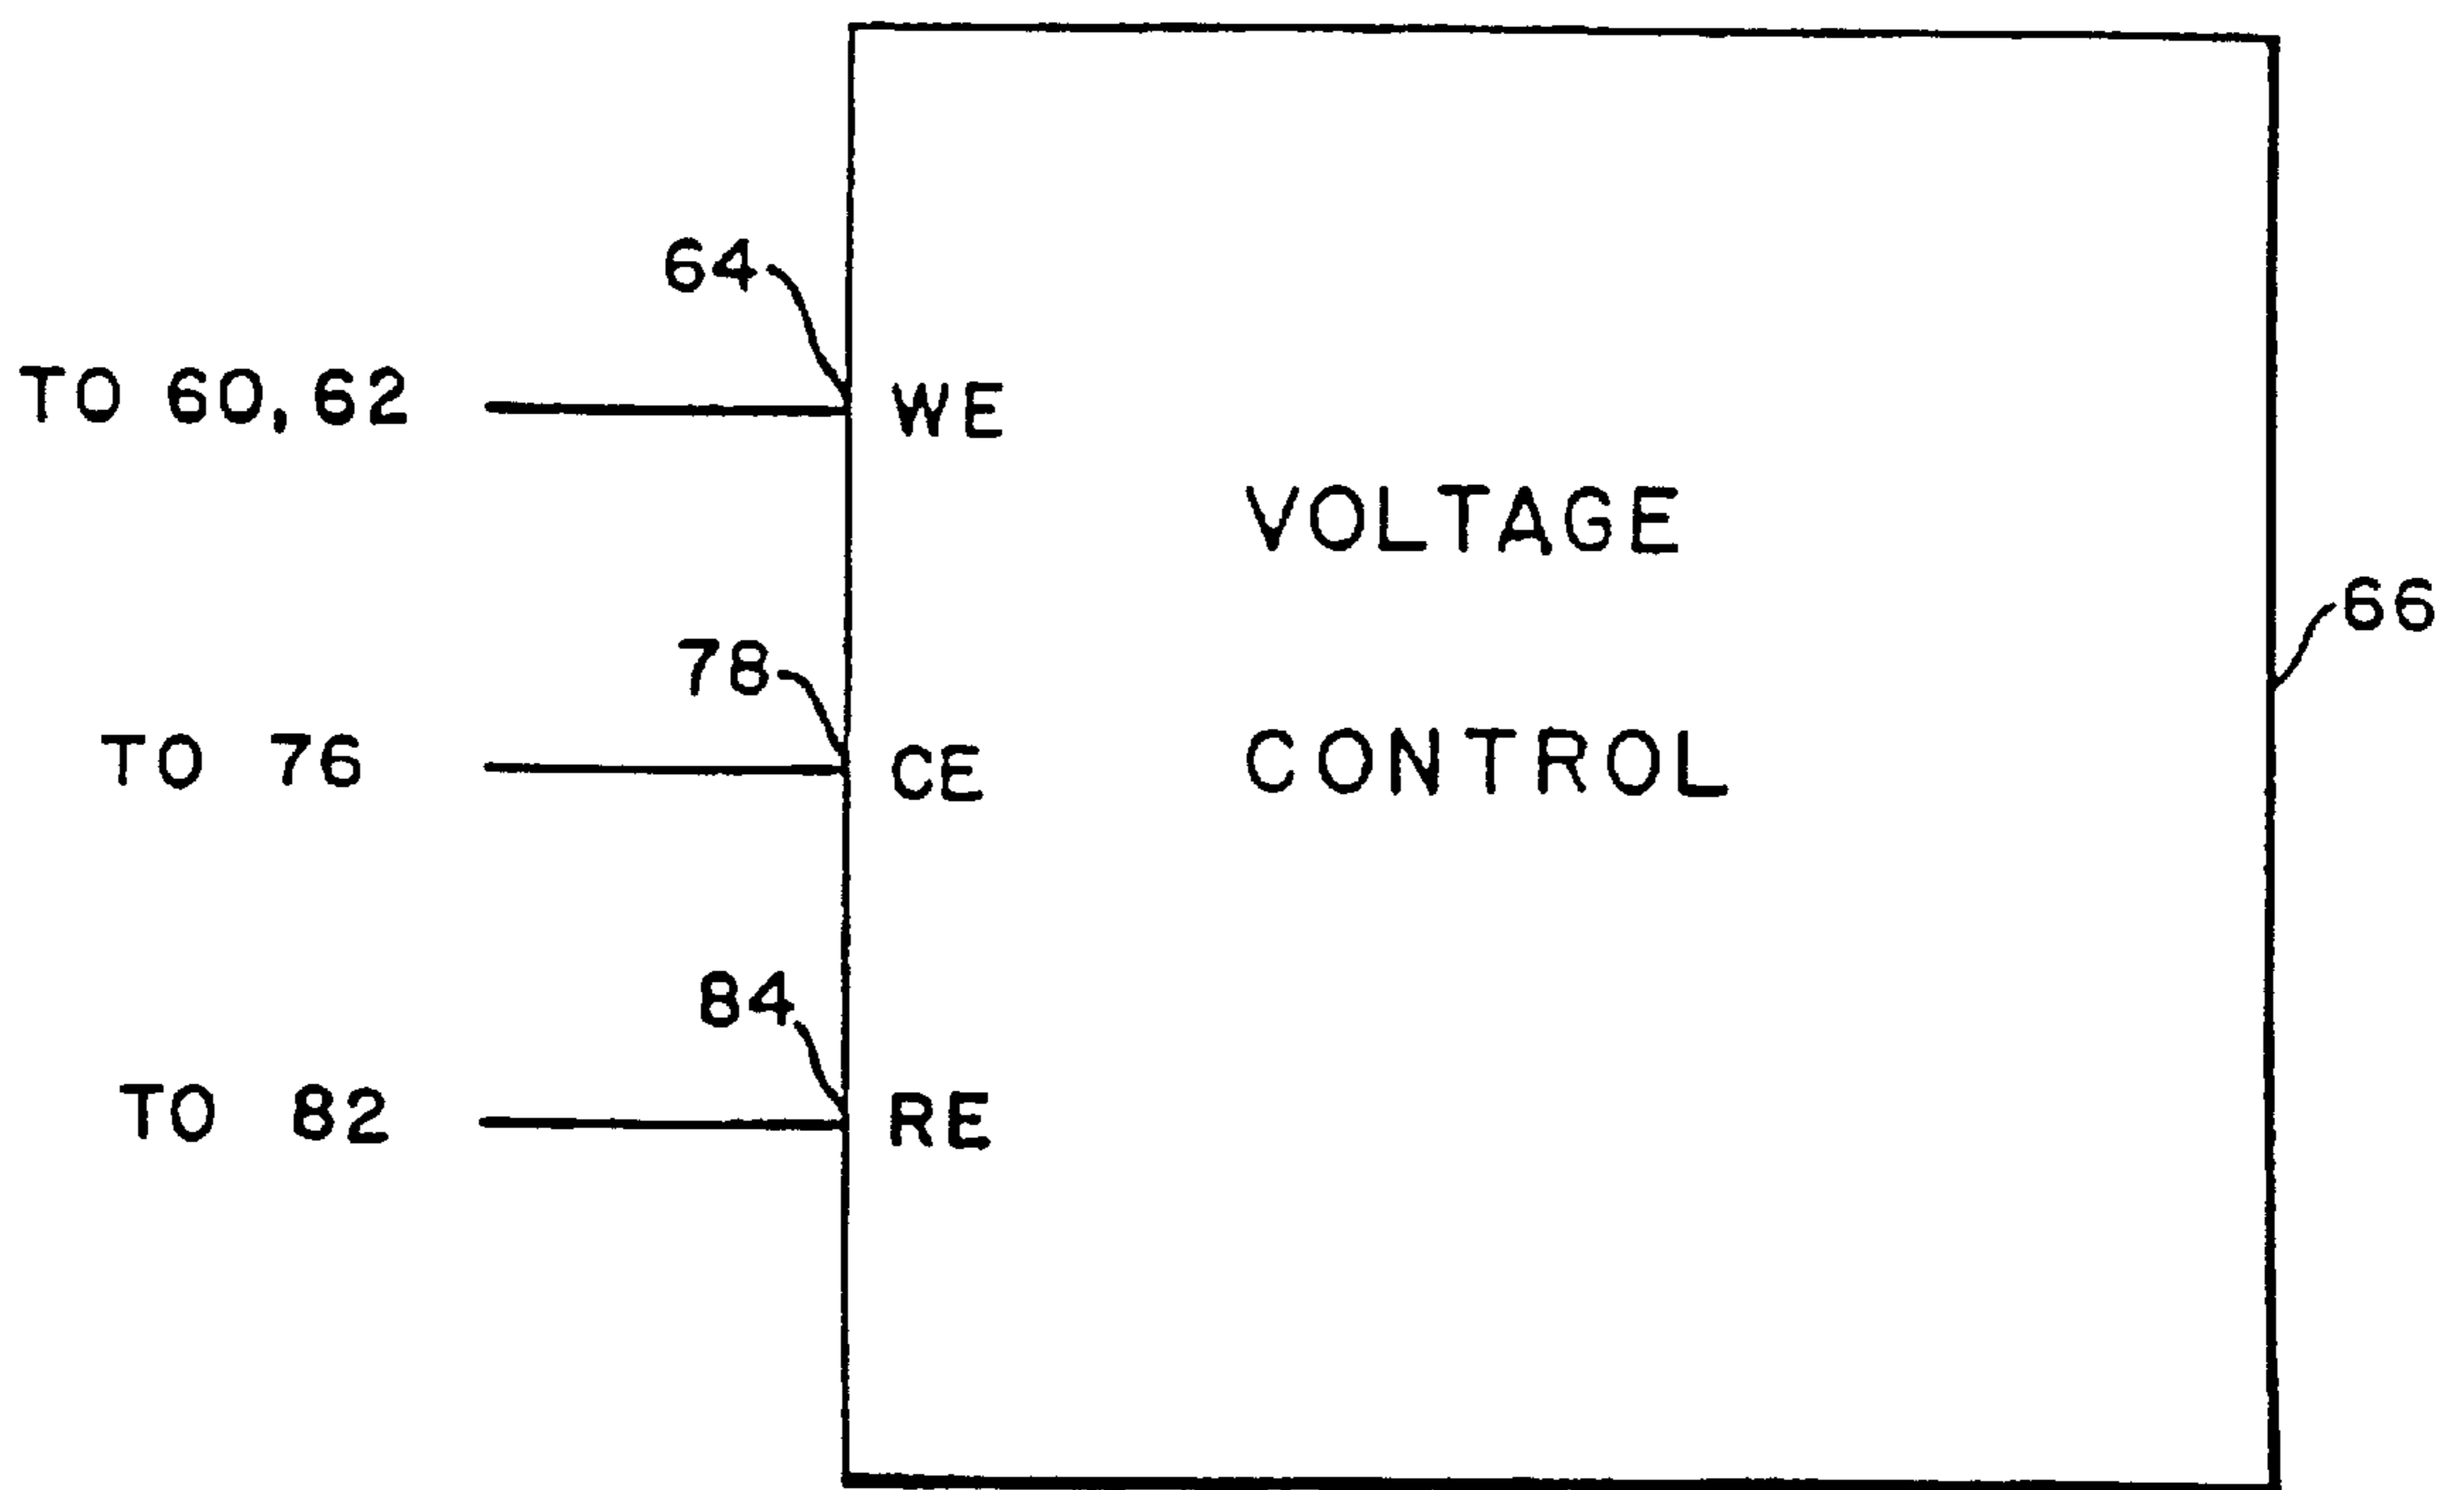 64
TO 60,62
WE
VOLTAGE
66
78
TO 76
CE
CONTROL
84
TO 82
RE